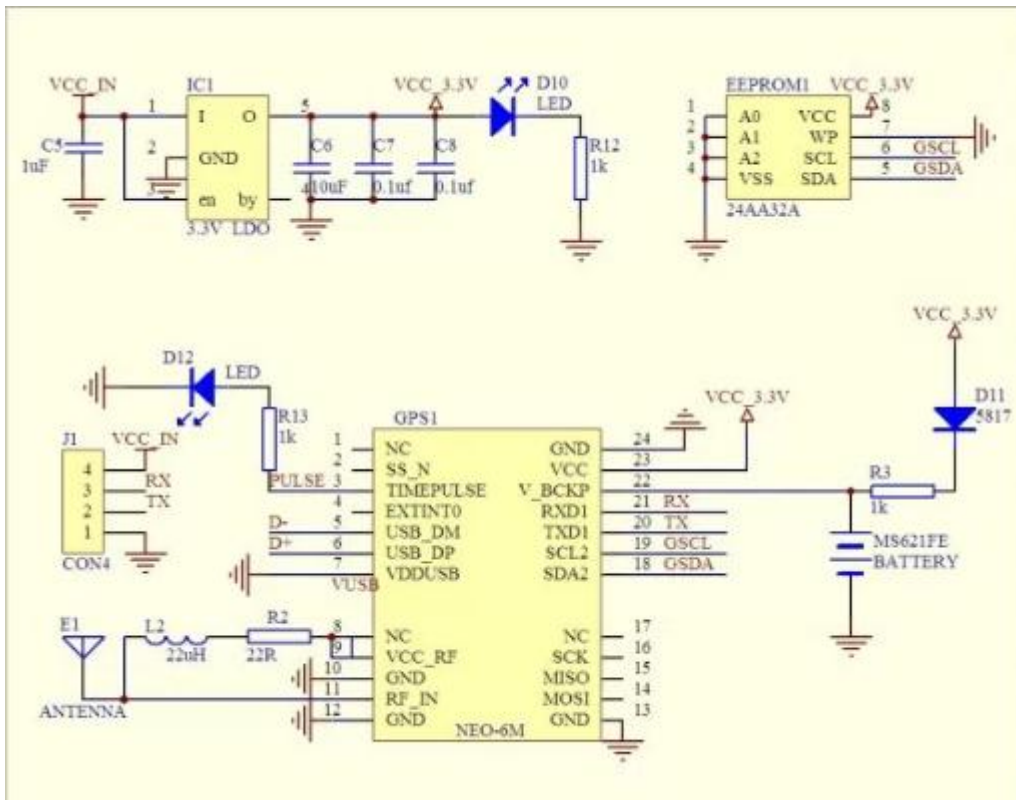 VCC_IN
IC1
1
I
O
5
VCC_3.3V
D10
LED
C5
1uF
2
GND
C6
10uF
C7
0.1uf
C8
0.1uf
R12
1k
3
en
by
3.3V LDO
EEPROM1
VCC_3.3V
1
A0
VCC
8
2
A1
WP
7
3
A2
SCL
6
GSCL
4
VSS
SDA
5
GSDA
24AA32A
D12
LED
R13
1k
J1
VCC_IN
4
3
RX
2
TX
1
CON4
GPS1
1
NC
2
SS_N
PULSE
3
TIMEPULSE
4
EXTINT0
D-
5
USB_DM
D+
6
USB_DP
7
VDDUSB
VUSB
E1
ANTENNA
L2
22uH
R2
22R
8
NC
9
VCC_RF
10
GND
11
RF_IN
12
GND
NEO-6M
GND
24
VCC
23
VCC_3.3V
V_BCKP
22
RXD1
21
RX
TXD1
20
TX
SCL2
19
GSCL
SDA2
18
GSDA
NC
17
SCK
16
MISO
15
MOSI
14
GND
13
VCC_3.3V
D11
5817
R3
1k
MS621FE
BATTERY